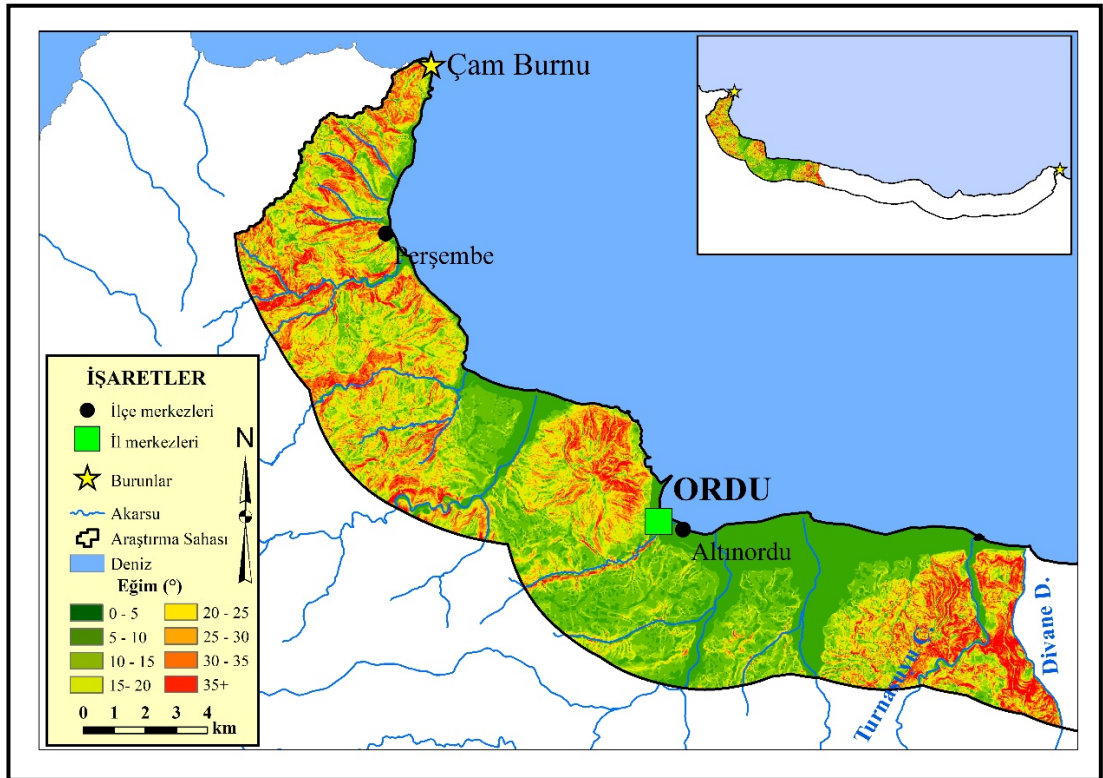 Çam Burnu
Perşembe
ORDU
Altınordu
Turnasuyu Ç.
Divane D.
İŞARETLER
İlçe merkezleri
İl merkezleri
N
Burunlar
Akarsu
Araştırma Sahası
Deniz
Eğim (°)
0 - 5
20 - 25
5 - 10
25 - 30
10 - 15
30 - 35
15- 20
35+
0 1 2 3 4
km